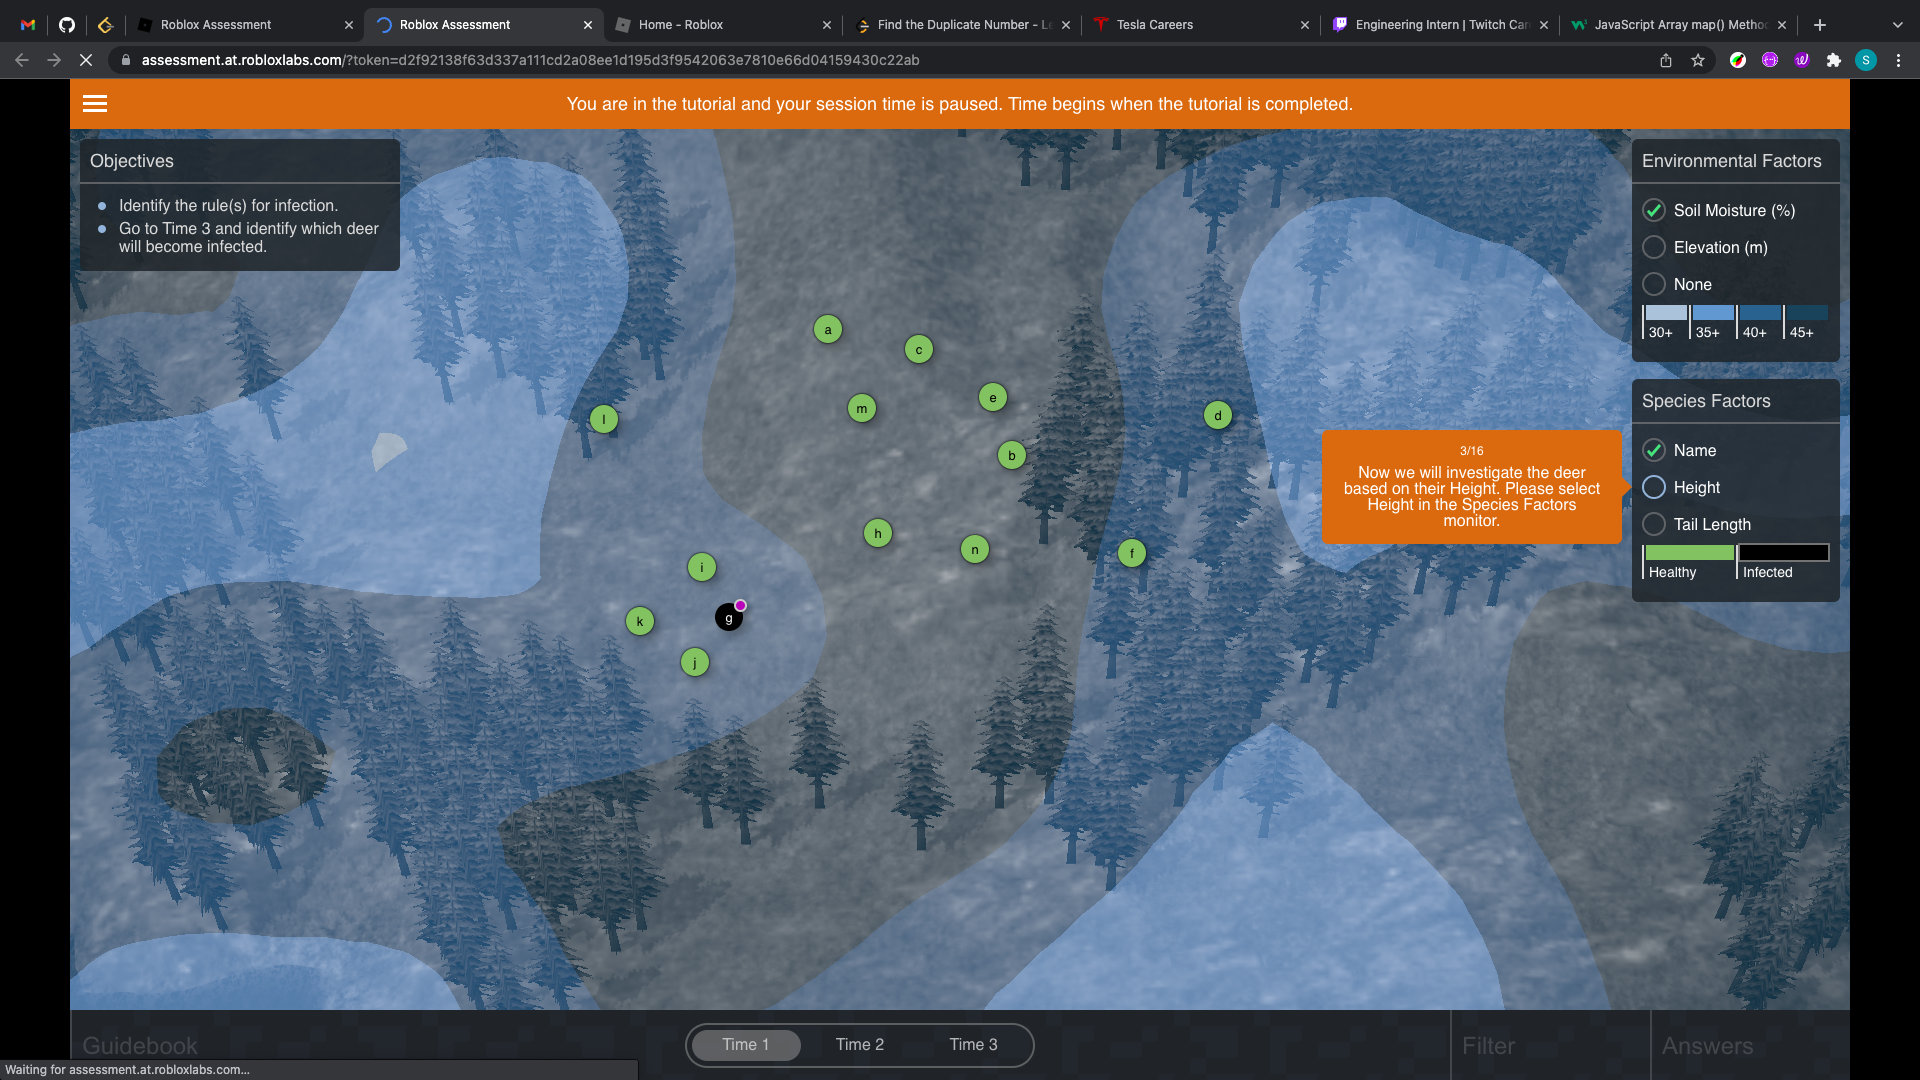 Roblox Assessment
Roblox Assessment
Home - Roblox
Find the Duplicate Number - Le
Tesla Careers
Engineering Intern | Twitch Care
JavaScript Array map() Method
assessment.at.robloxlabs.com/?token=d2f92138f63d337a111cd2a08ee1d195d3f9542063e7810e66d04159430c22ab
S
You are in the tutorial and your session time is paused. Time begins when the tutorial is completed.
Objectives
Identify the rule(s) for infection.
Go to Time 3 and identify which deer
will become infected.
Environmental Factors
Soil Moisture (%)
Elevation (m)
None
30+ 35+ 40+ 45+
Species Factors
Name
Height
Tail Length
Healthy Infected
3/16
Now we will investigate the deer
based on their Height. Please select
Height in the Species Factors
monitor.
a
c
e
m
l
d
b
h
n
f
i
g
k
j
Guidebook
Time 1 Time 2 Time 3
Filter
Answers
Waiting for assessment.at.robloxlabs.com...